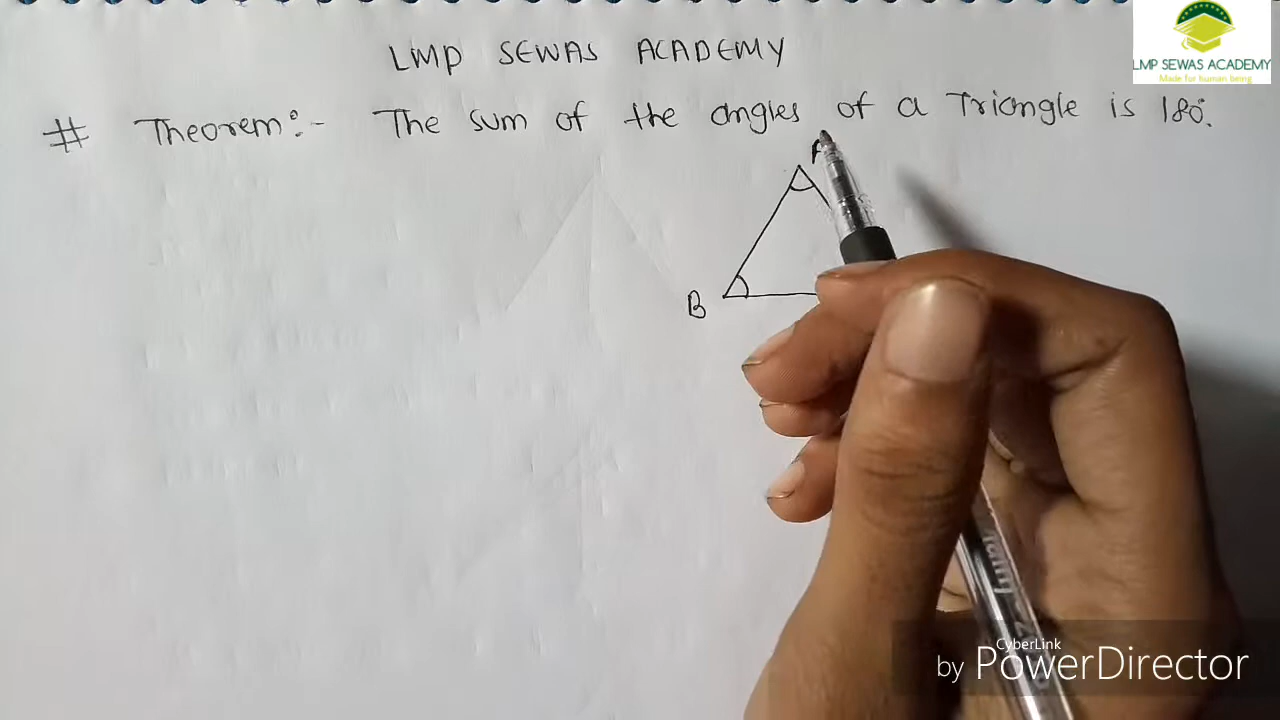 LMP SEWAS ACADEMY
LMP SEWAS ACADEMY
Made for human being
# Theorem:- The sum of the angles of a Triangle is 180°.
A
B
CyberLink
by PowerDirector